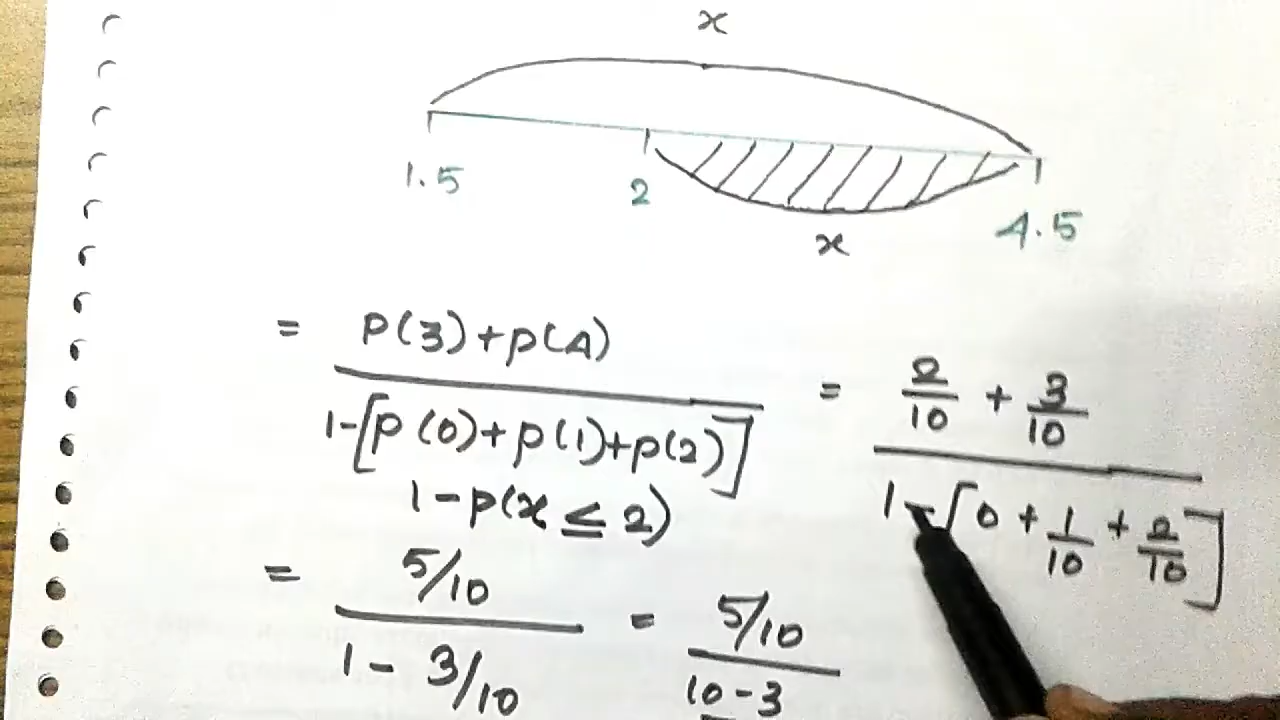 x
1.5 2 4.5
x
= P(3)+P(4) / 1-[P(0)+P(1)+P(2)] = 2/10 + 3/10 / 1-[0+1/10+2/10]
1-P(x ≤ 2)
= 5/10 / 1-3/10 = 5/10 / 10-3